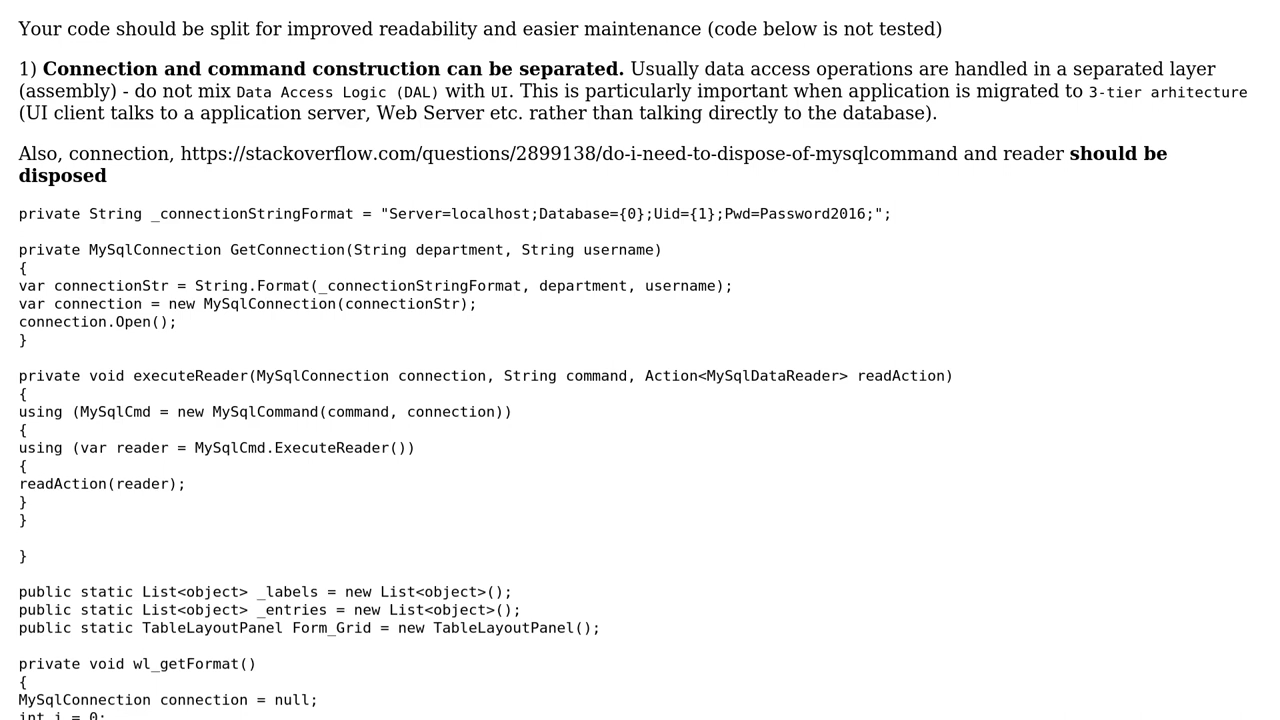 Your code should be split for improved readability and easier maintenance (code below is not tested)
1) Connection and command construction can be separated. Usually data access operations are handled in a separated layer
(assembly) - do not mix Data Access Logic (DAL) with UI. This is particularly important when application is migrated to 3-tier arhitecture
(UI client talks to a application server, Web Server etc. rather than talking directly to the database).
Also, connection, https://stackoverflow.com/questions/2899138/do-i-need-to-dispose-of-mysqlcommand and reader should be
disposed
private String _connectionStringFormat = "Server=localhost;Database={0};Uid={1};Pwd=Password2016;";
private MySqlConnection GetConnection(String department, String username)
{
var connectionStr = String.Format(_connectionStringFormat, department, username);
var connection = new MySqlConnection(connectionStr);
connection.Open();
}
private void executeReader(MySqlConnection connection, String command, Action<MySqlDataReader> readAction)
{
using (MySqlCmd = new MySqlCommand(command, connection))
{
using (var reader = MySqlCmd.ExecuteReader())
{
readAction(reader);
}
}
}
public static List<object> _labels = new List<object>();
public static List<object> _entries = new List<object>();
public static TableLayoutPanel Form_Grid = new TableLayoutPanel();
private void wl_getFormat()
{
MySqlConnection connection = null;
int i = 0;